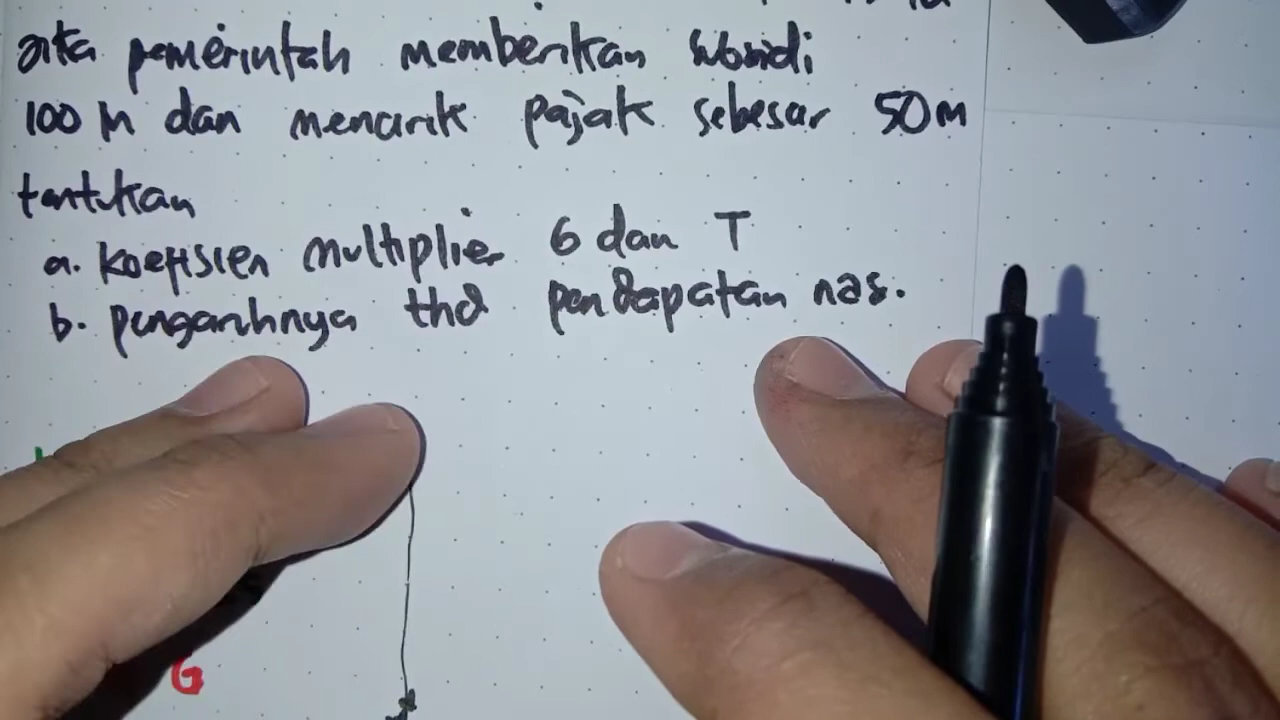 jika pemerintah memberikan subsidi
100 M dan menarik pajak sebesar 50 M
tentukan
a. koefisien multiplier G dan T
b. pengaruhnya thd pendapatan nas.
G